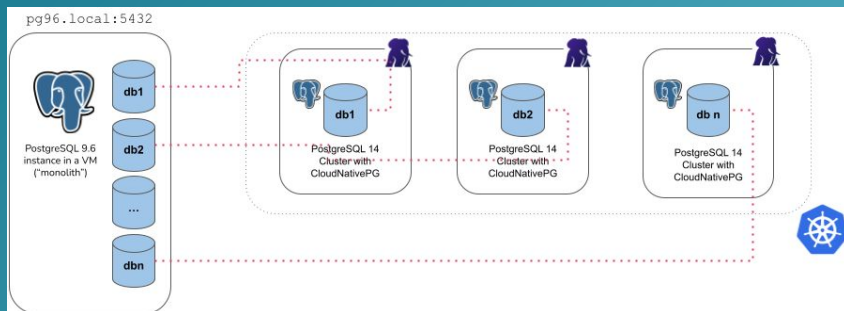 pg96.local:5432
PostgreSQL 9.6
instance in a VM
("monolith")
db1
db2
...
dbn
db1
PostgreSQL 14
Cluster with
CloudNativePG
db2
PostgreSQL 14
Cluster with
CloudNativePG
db n
PostgreSQL 14
Cluster with
CloudNativePG